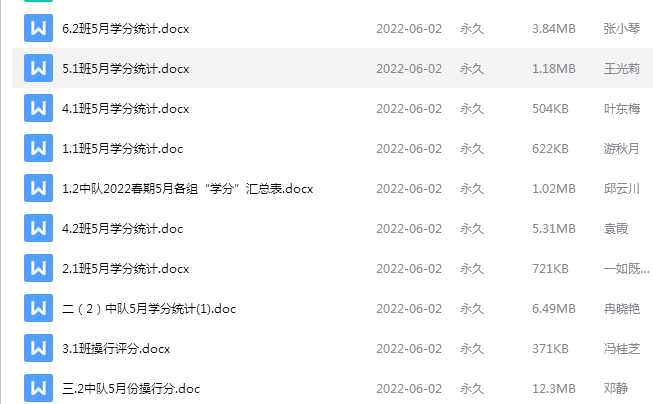 6.2班5月学分统计.docx 2022-06-02 永久 3.84MB 张小琴
5.1班5月学分统计.docx 2022-06-02 永久 1.18MB 王光莉
4.1班5月学分统计.docx 2022-06-02 永久 504KB 叶东梅
1.1班5月学分统计.doc 2022-06-02 永久 622KB 游秋月
1.2中队2022春期5月各组“学分”汇总表.docx 2022-06-02 永久 1.02MB 邱云川
4.2班5月学分统计.doc 2022-06-02 永久 5.31MB 袁霞
2.1班5月学分统计.docx 2022-06-02 永久 721KB 一如既...
二（2）中队5月学分统计(1).doc 2022-06-02 永久 6.49MB 冉晓艳
3.1班操行评分.docx 2022-06-02 永久 371KB 冯桂芝
三.2中队5月份操行分.doc 2022-06-02 永久 12.3MB 邓静